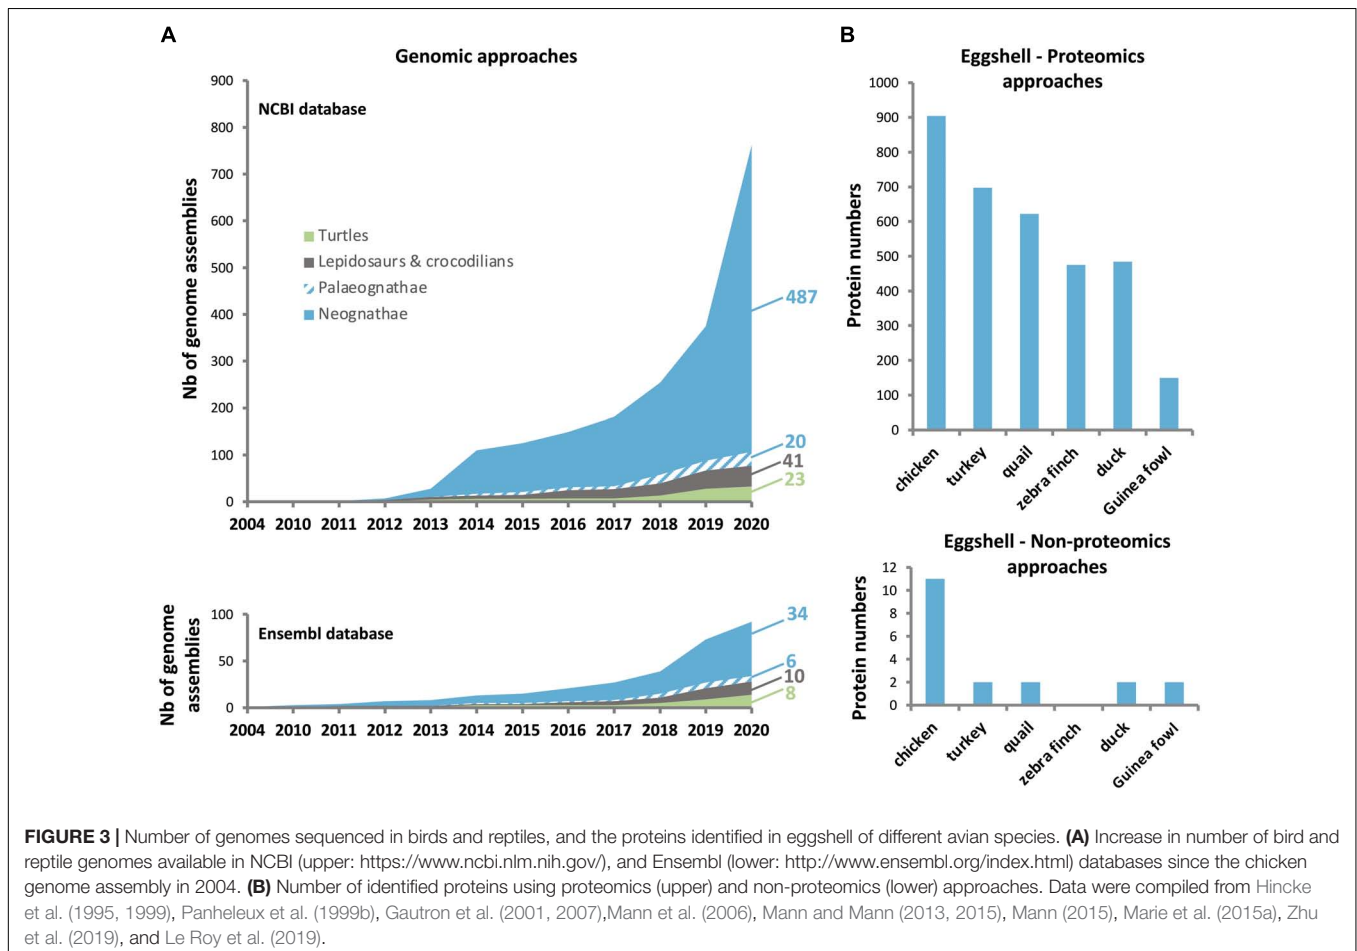 A
Genomic approaches
NCBI database
Nb of genome assemblies
900
800
700
600
500
400
300
200
100
0
Turtles
Lepidosaurs & crocodilians
Palaeognathae
Neognathae
487
20
41
23
2004 2010 2011 2012 2013 2014 2015 2016 2017 2018 2019 2020
Ensembl database
Nb of genome
assemblies
100
50
0
34
6
10
8
2004 2010 2011 2012 2013 2014 2015 2016 2017 2018 2019 2020
B
Eggshell - Proteomics
approaches
Protein numbers
1000
900
800
700
600
500
400
300
200
100
0
chicken
turkey
quail
zebra finch
duck
Guinea fowl
Eggshell - Non-proteomics
approaches
Protein numbers
12
10
8
6
4
2
0
chicken
turkey
quail
zebra finch
duck
Guinea fowl
FIGURE 3 | Number of genomes sequenced in birds and reptiles, and the proteins identified in eggshell of different avian species. (A) Increase in number of bird and
reptile genomes available in NCBI (upper: https://www.ncbi.nlm.nih.gov/), and Ensembl (lower: http://www.ensembl.org/index.html) databases since the chicken
genome assembly in 2004. (B) Number of identified proteins using proteomics (upper) and non-proteomics (lower) approaches. Data were compiled from Hincke
et al. (1995, 1999), Panheleux et al. (1999b), Gautron et al. (2001, 2007),Mann et al. (2006), Mann and Mann (2013, 2015), Mann (2015), Marie et al. (2015a), Zhu
et al. (2019), and Le Roy et al. (2019).